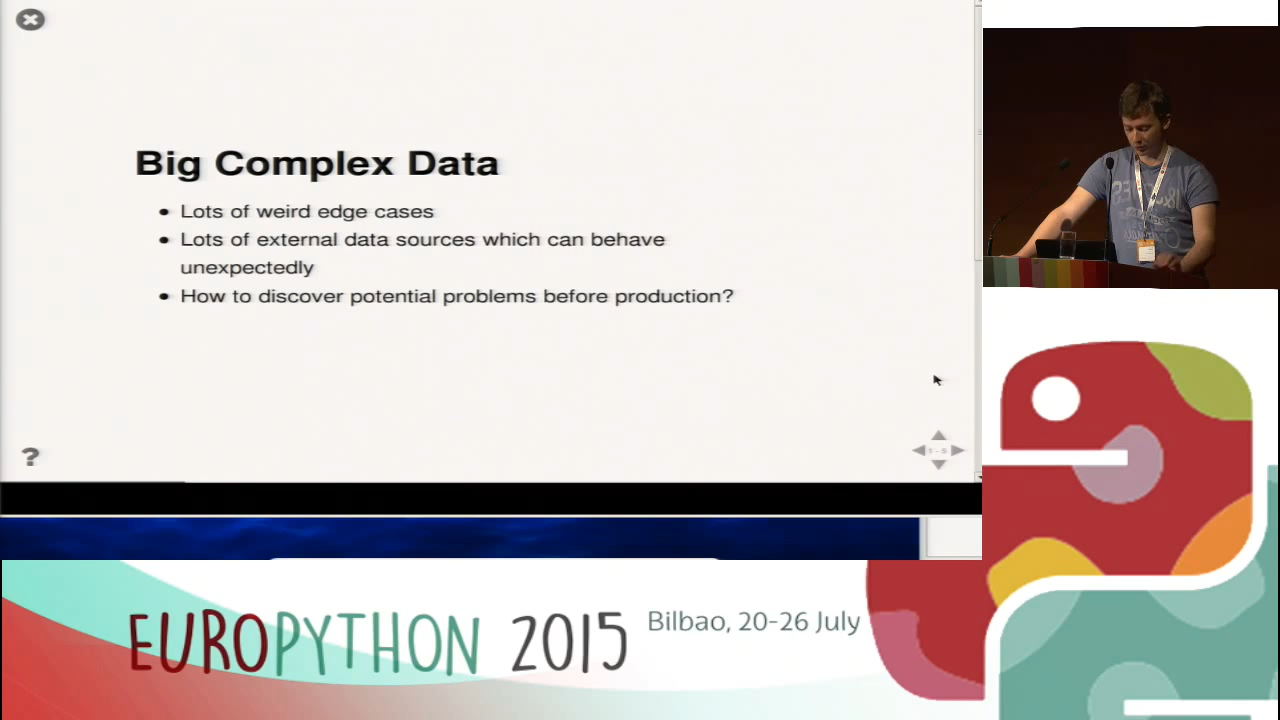 Big Complex Data
• Lots of weird edge cases
• Lots of external data sources which can behave
unexpectedly
• How to discover potential problems before production?
?
EUROPYTHON 2015
Bilbao, 20-26 July